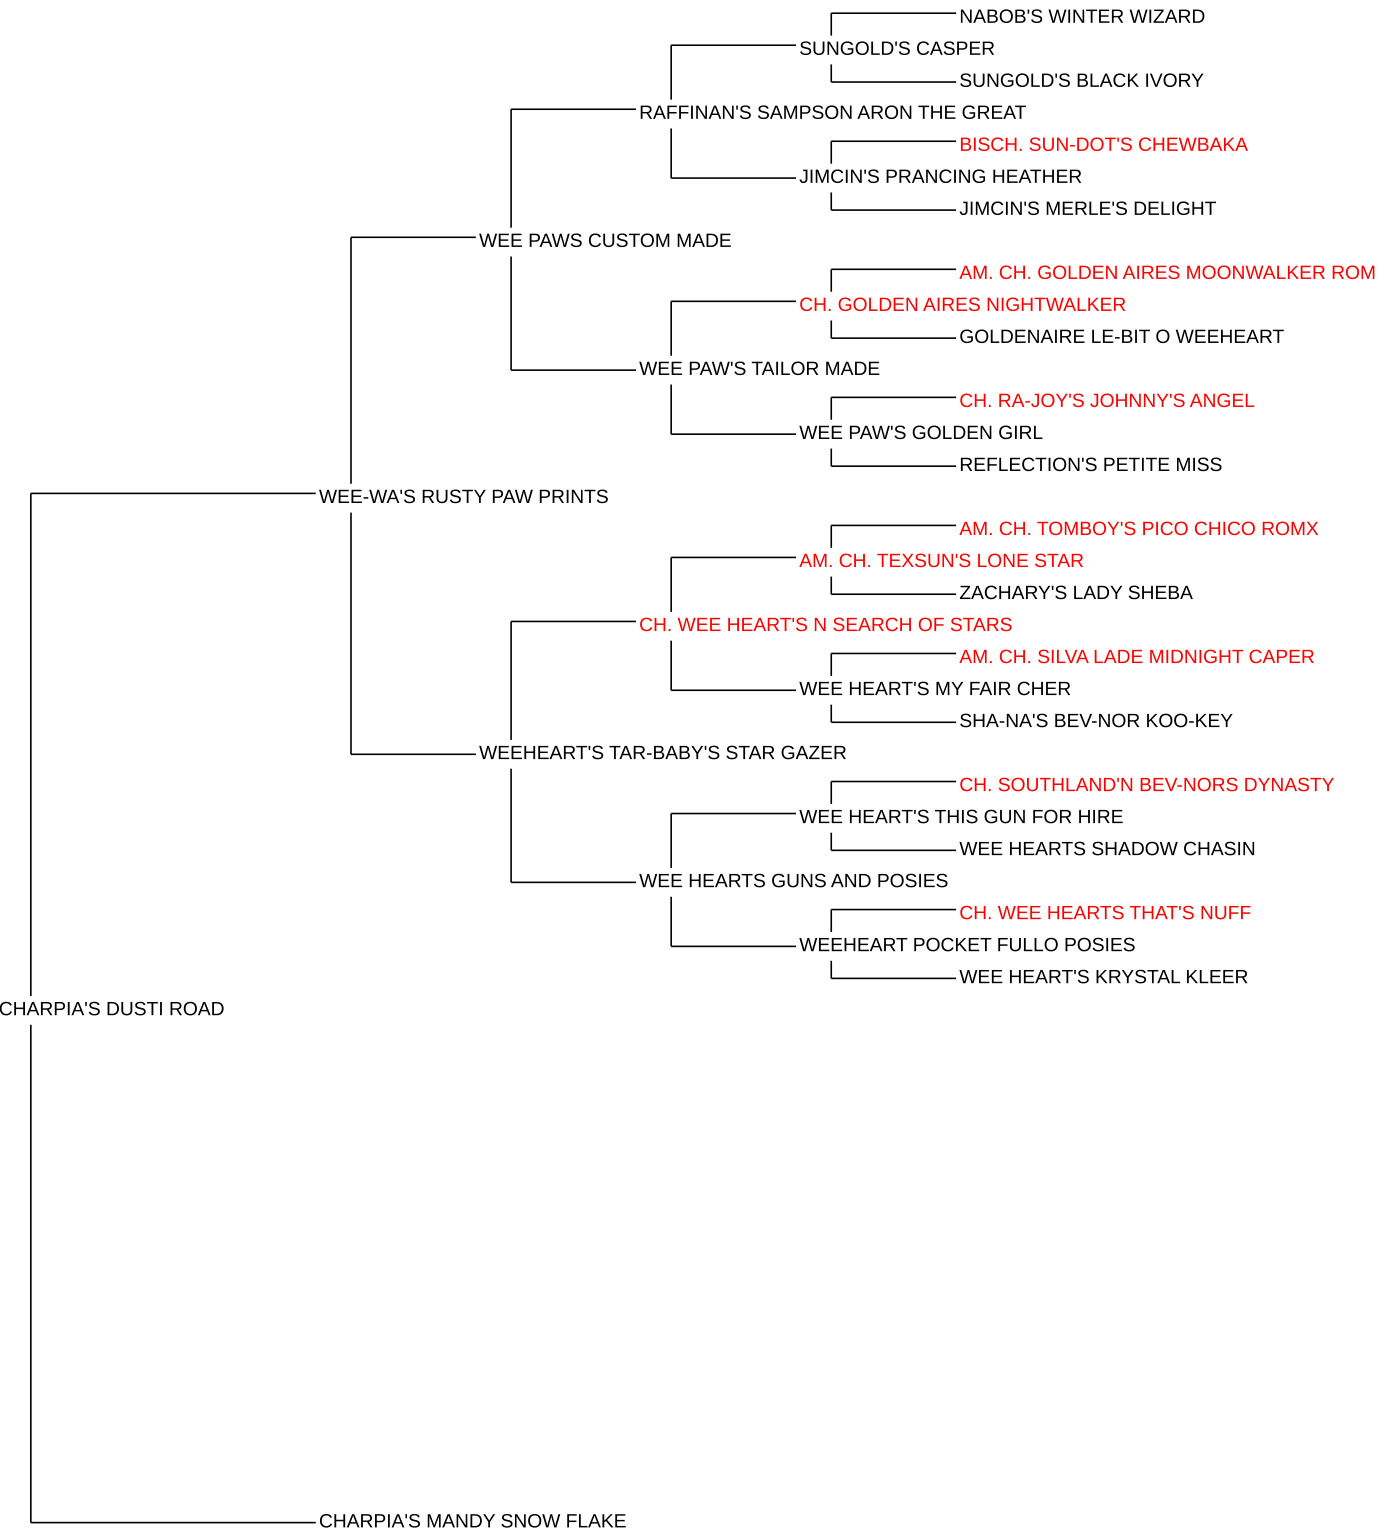 NABOB'S WINTER WIZARD
SUNGOLD'S CASPER
SUNGOLD'S BLACK IVORY
RAFFINAN'S SAMPSON ARON THE GREAT
BISCH. SUN-DOT'S CHEWBAKA
JIMCIN'S PRANCING HEATHER
JIMCIN'S MERLE'S DELIGHT
WEE PAWS CUSTOM MADE
AM. CH. GOLDEN AIRES MOONWALKER ROM
CH. GOLDEN AIRES NIGHTWALKER
GOLDENAIRE LE-BIT O WEEHEART
WEE PAW'S TAILOR MADE
CH. RA-JOY'S JOHNNY'S ANGEL
WEE PAW'S GOLDEN GIRL
REFLECTION'S PETITE MISS
WEE-WA'S RUSTY PAW PRINTS
AM. CH. TOMBOY'S PICO CHICO ROMX
AM. CH. TEXSUN'S LONE STAR
ZACHARY'S LADY SHEBA
CH. WEE HEART'S N SEARCH OF STARS
AM. CH. SILVA LADE MIDNIGHT CAPER
WEE HEART'S MY FAIR CHER
SHA-NA'S BEV-NOR KOO-KEY
WEEHEART'S TAR-BABY'S STAR GAZER
CH. SOUTHLAND'N BEV-NORS DYNASTY
WEE HEART'S THIS GUN FOR HIRE
WEE HEARTS SHADOW CHASIN
WEE HEARTS GUNS AND POSIES
CH. WEE HEARTS THAT'S NUFF
WEEHEART POCKET FULLO POSIES
WEE HEART'S KRYSTAL KLEER
CHARPIA'S DUSTI ROAD
CHARPIA'S MANDY SNOW FLAKE